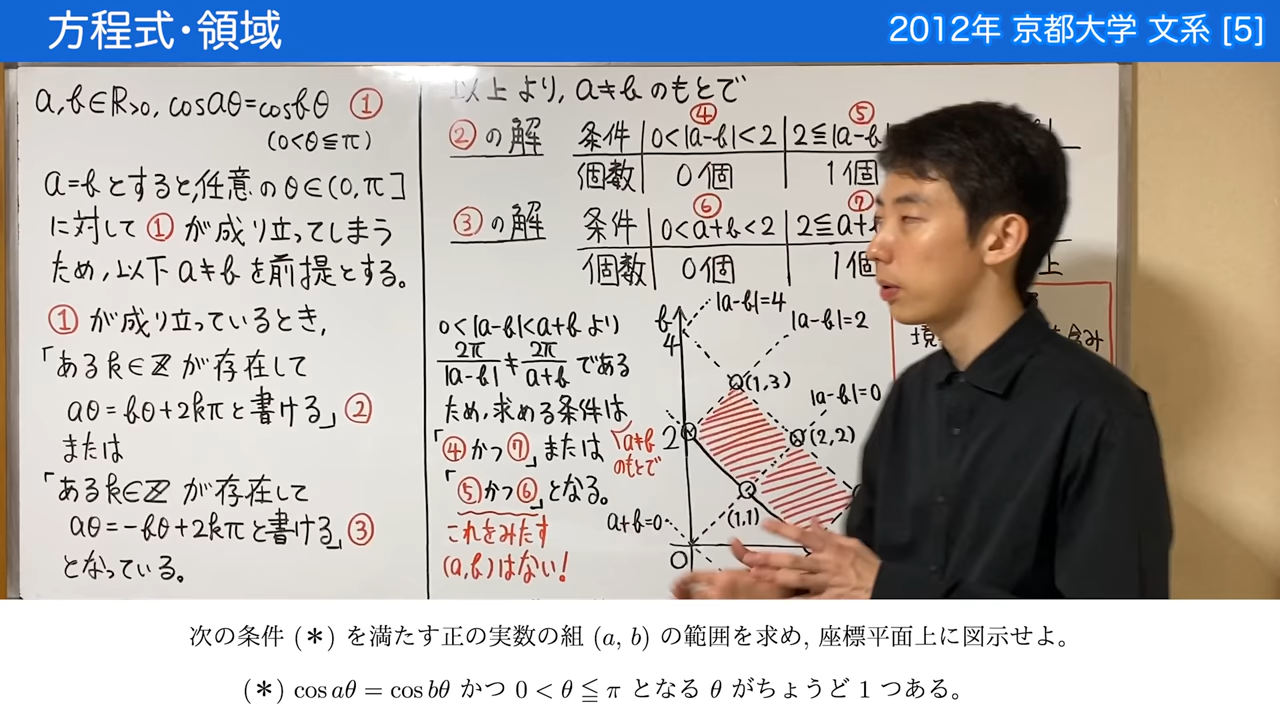 方程式・領域
2012年 京都大学 文系 [5]
a, b∈R>0, cos aθ=cos bθ ①
(0<θ≦π)
a=bとすると,任意のθ∈(0,π]
に対して①が成り立ってしまう
ため,以下a≠bを前提とする。
①が成り立っているとき,
「あるk∈Zが存在して
aθ=bθ+2kπと書ける」②
または
「あるk∈Zが存在して
aθ=-bθ+2kπと書ける」③
となっている。
以上より, a≠bのもとで
④ ⑤
②の解 条件 0<|a-b|<2 2≦|a-b|
個数 0個 1個
⑥ ⑦
③の解 条件 0<a+b<2 2≦a+b
個数 0個 1個 上
0<|a-b|<a+bより
2π/|a-b| ≠ 2π/a+b である
ため,求める条件は
「④かつ⑦」または
a≠b
のもとで
「⑤かつ⑥」となる。
これをみたす
(a,b)はない!
b
4
2
O
|a-b|=4
|a-b|=2
|a-b|=0
(1,3)
(2,2)
(1,1)
a+b=0
境 含み
次の条件 (＊) を満たす正の実数の組 (a, b) の範囲を求め, 座標平面上に図示せよ。
(＊) cos aθ = cos bθ かつ 0 < θ ≦ π となる θ がちょうど 1 つある。